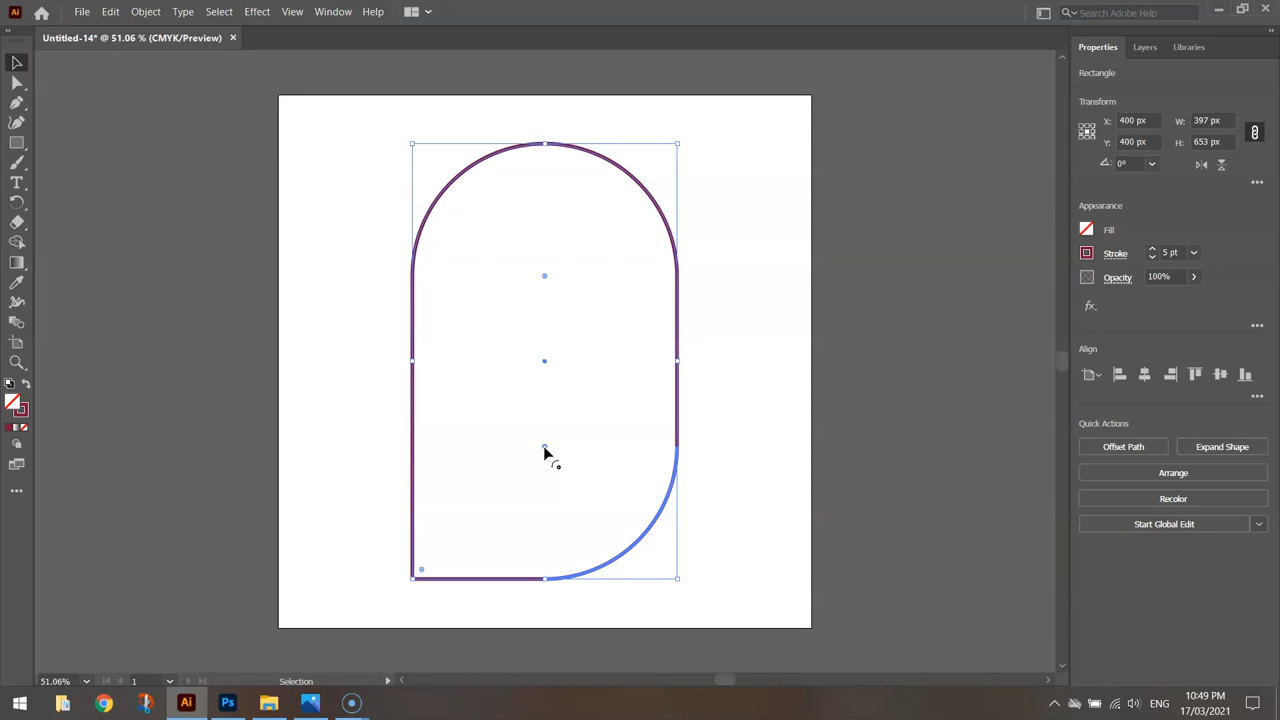 Ai File Edit Object Type Select Effect View Window Help Search Adobe Help
Untitled-14* @ 51.06 % (CMYK/Preview)
Properties Layers Libraries
Rectangle
Transform
X: 400 px W: 397 px
Y: 400 px H: 653 px
0°
Appearance
Fill
Stroke 5 pt
Opacity 100%
fx.
Align
Quick Actions
Offset Path Expand Shape
Arrange
Recolor
Start Global Edit
51.06% 1 Selection
Ai Ps ENG 10:49 PM
17/03/2021